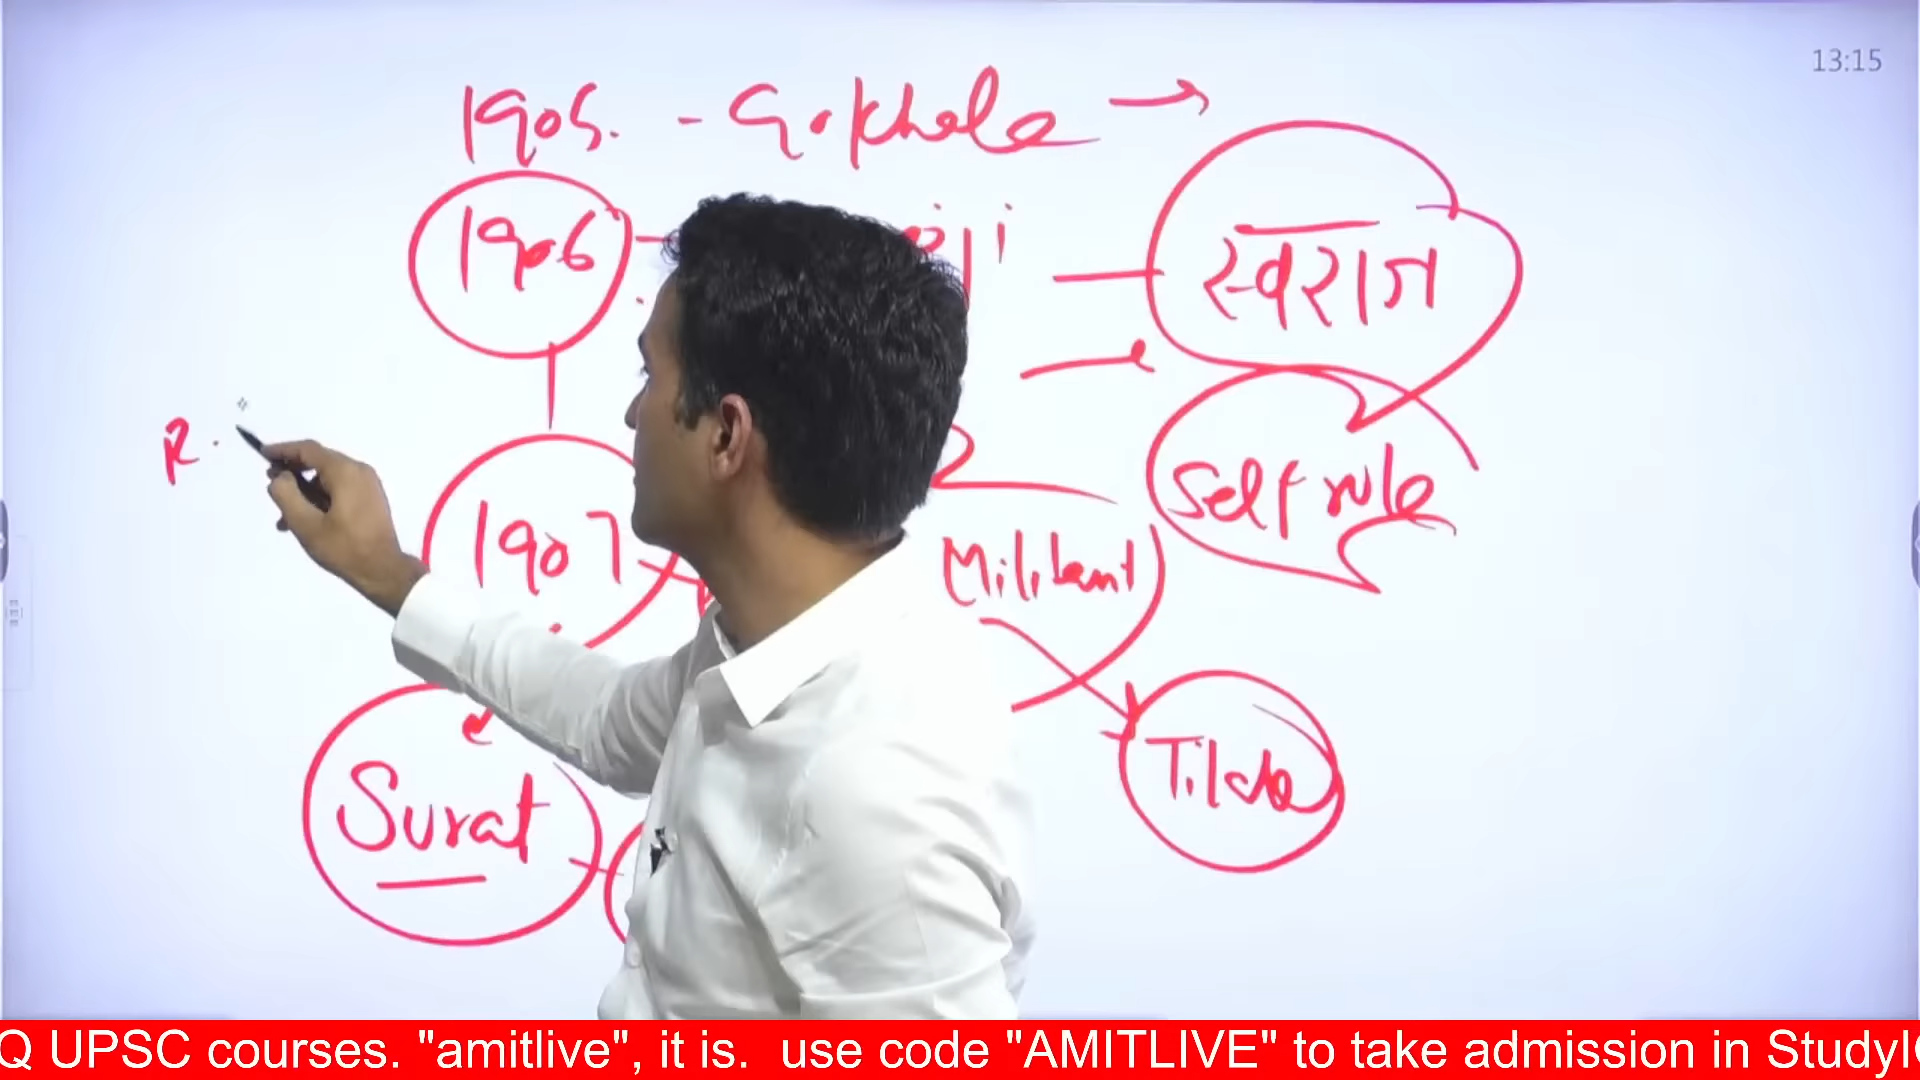 13:15
1905. - Gokhale →
1906 -
स्वराज
R.
self rule
1907
Militant
Tilak
Surat
Q UPSC courses. "amitlive", it is. use code "AMITLIVE" to take admission in StudyI